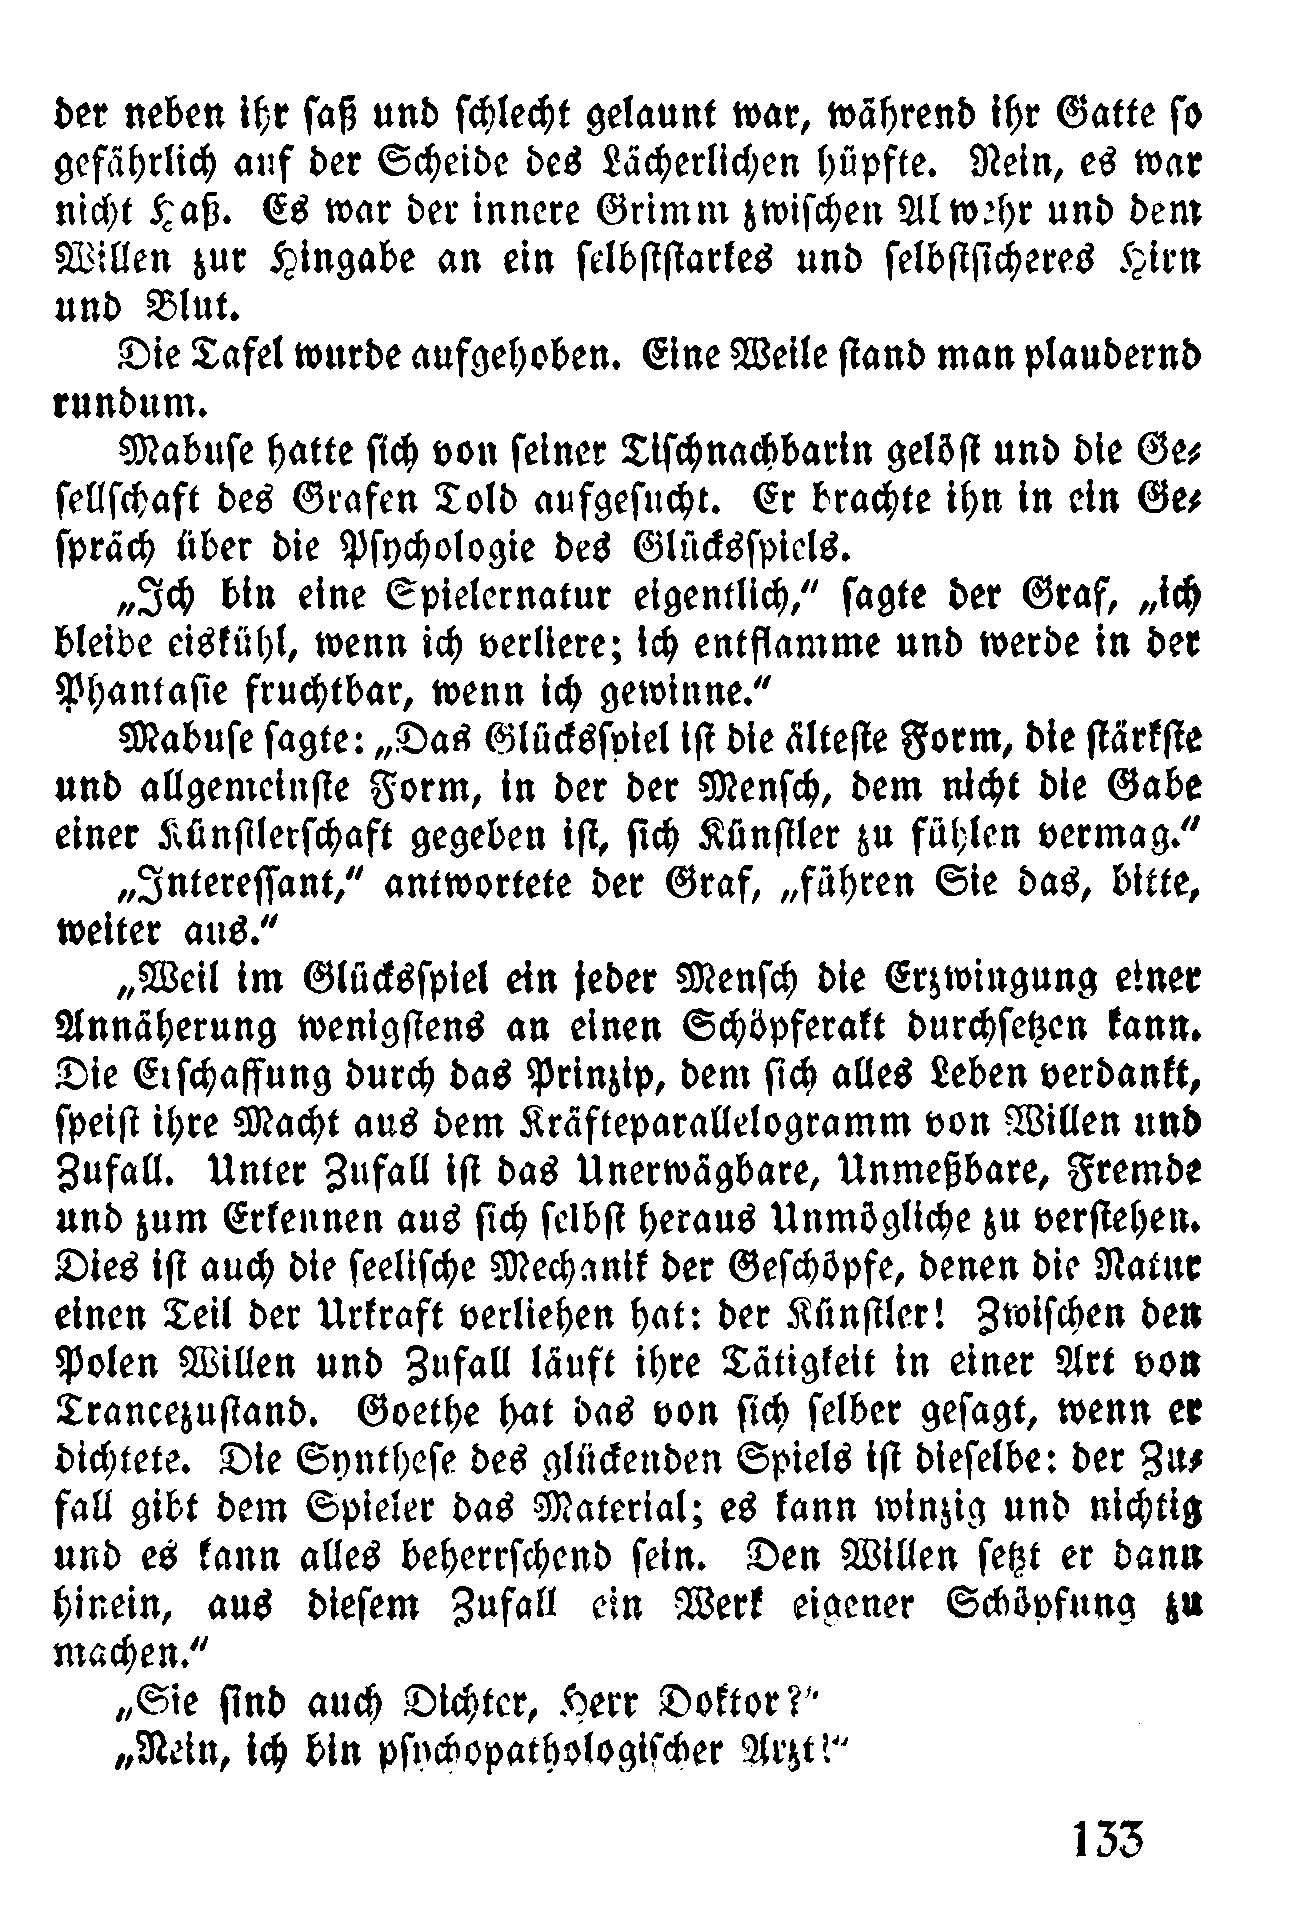 der neben ihr saß und schlecht gelaunt war, während ihr Gatte so
gefährlich auf der Scheide des Lächerlichen hüpfte. Nein, es war
nicht Haß. Es war der innere Grimm zwischen Abwehr und dem
Willen zur Hingabe an ein selbststarkes und selbstsicheres Hirn
und Blut.
Die Tafel wurde aufgehoben. Eine Weile stand man plaudernd
rundum.
Mabuse hatte sich von seiner Tischnachbarin gelöst und die Ge-
sellschaft des Grafen Told aufgesucht. Er brachte ihn in ein Ge-
spräch über die Psychologie des Glücksspiels.
„Ich bin eine Spielernatur eigentlich,“ sagte der Graf, „ich
bleibe eiskühl, wenn ich verliere; ich entflamme und werde in der
Phantasie fruchtbar, wenn ich gewinne.“
Mabuse sagte: „Das Glücksspiel ist die älteste Form, die stärkste
und allgemeinste Form, in der der Mensch, dem nicht die Gabe
einer Künstlerschaft gegeben ist, sich Künstler zu fühlen vermag.“
„Interessant,“ antwortete der Graf, „führen Sie das, bitte,
weiter aus.“
„Weil im Glücksspiel ein jeder Mensch die Erzwingung einer
Annäherung wenigstens an einen Schöpferakt durchsetzen kann.
Die Erschaffung durch das Prinzip, dem sich alles Leben verdankt,
speist ihre Macht aus dem Kräfteparallelogramm von Willen und
Zufall. Unter Zufall ist das Unerwägbare, Unmeßbare, Fremde
und zum Erkennen aus sich selbst heraus Unmögliche zu verstehen.
Dies ist auch die seelische Mechanik der Geschöpfe, denen die Natur
einen Teil der Urkraft verliehen hat: der Künstler! Zwischen den
Polen Willen und Zufall läuft ihre Tätigkeit in einer Art von
Trancezustand. Goethe hat das von sich selber gesagt, wenn er
dichtete. Die Synthese des glückenden Spiels ist dieselbe: der Zu-
fall gibt dem Spieler das Material; es kann winzig und nichtig
und es kann alles beherrschend sein. Den Willen setzt er dann
hinein, aus diesem Zufall ein Werk eigener Schöpfung zu
machen.“
„Sie sind auch Dichter, Herr Doktor?“
„Nein, ich bin psychopathologischer Arzt!“
133